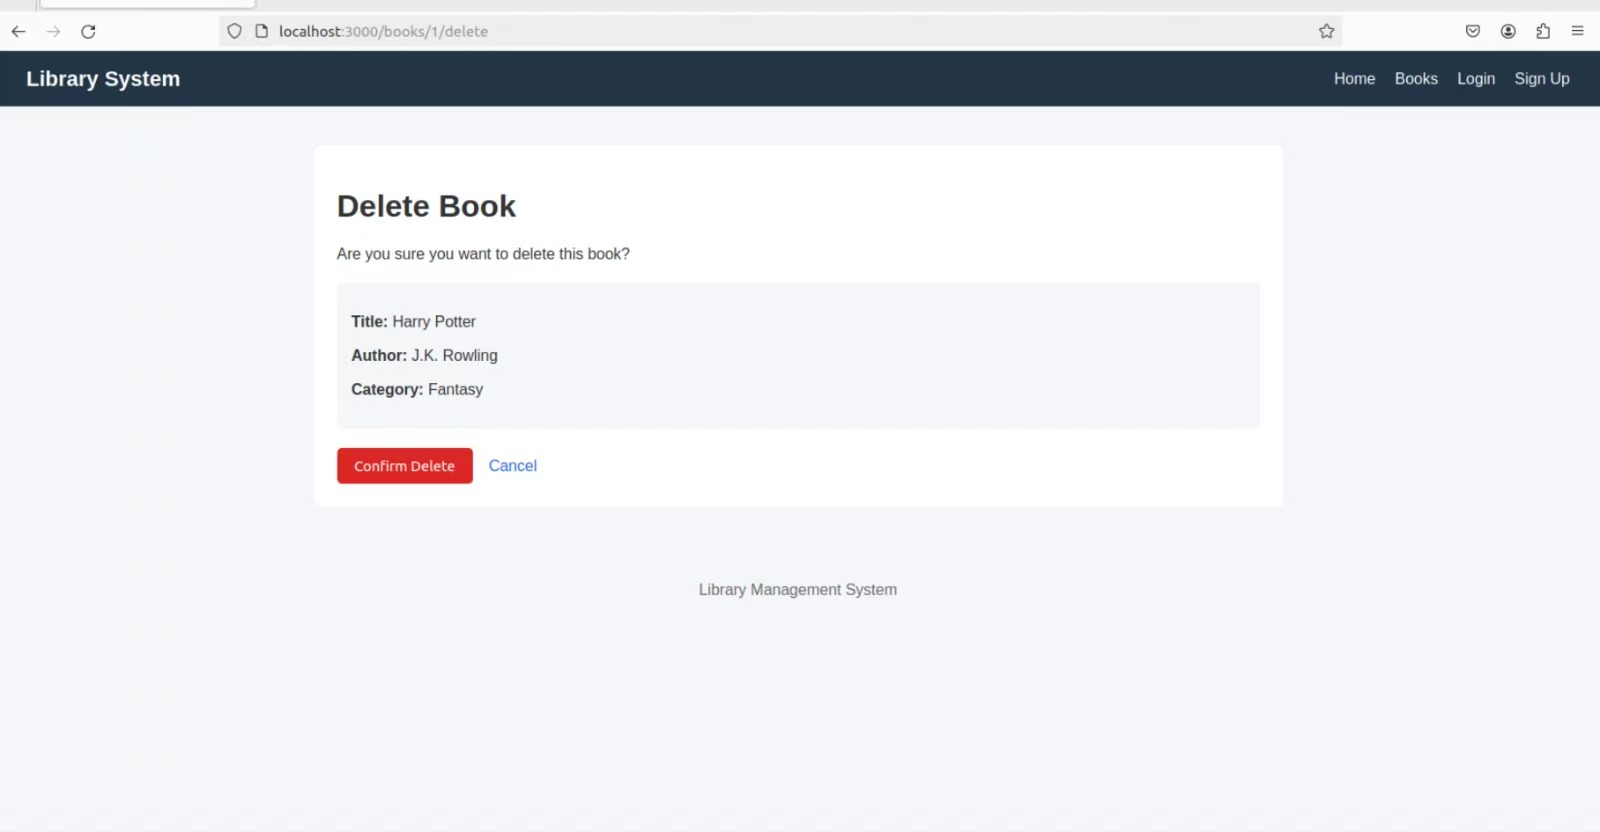 localhost:3000/books/1/delete
Library System
Home Books Login Sign Up
Delete Book
Are you sure you want to delete this book?
Title: Harry Potter
Author: J.K. Rowling
Category: Fantasy
Confirm Delete Cancel
Library Management System